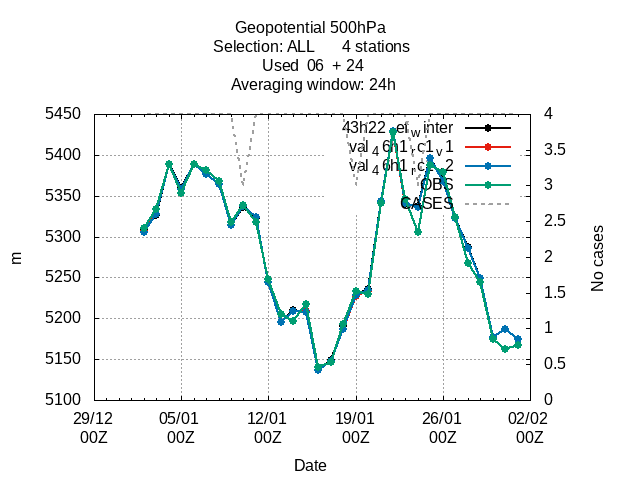 Geopotential 500hPa
Selection: ALL 4 stations
Used 06 + 24
Averaging window: 24h
5450
5400
5350
5300
5250
5200
5150
5100
m
4
3.5
3
2.5
2
1.5
1
0.5
0
No cases
val_46h1_rc1_v1
val_46h1_rc1_v2
OBS
CASES
29/12 05/01 12/01 19/01 26/01 02/02
00Z 00Z 00Z 00Z 00Z 00Z
Date